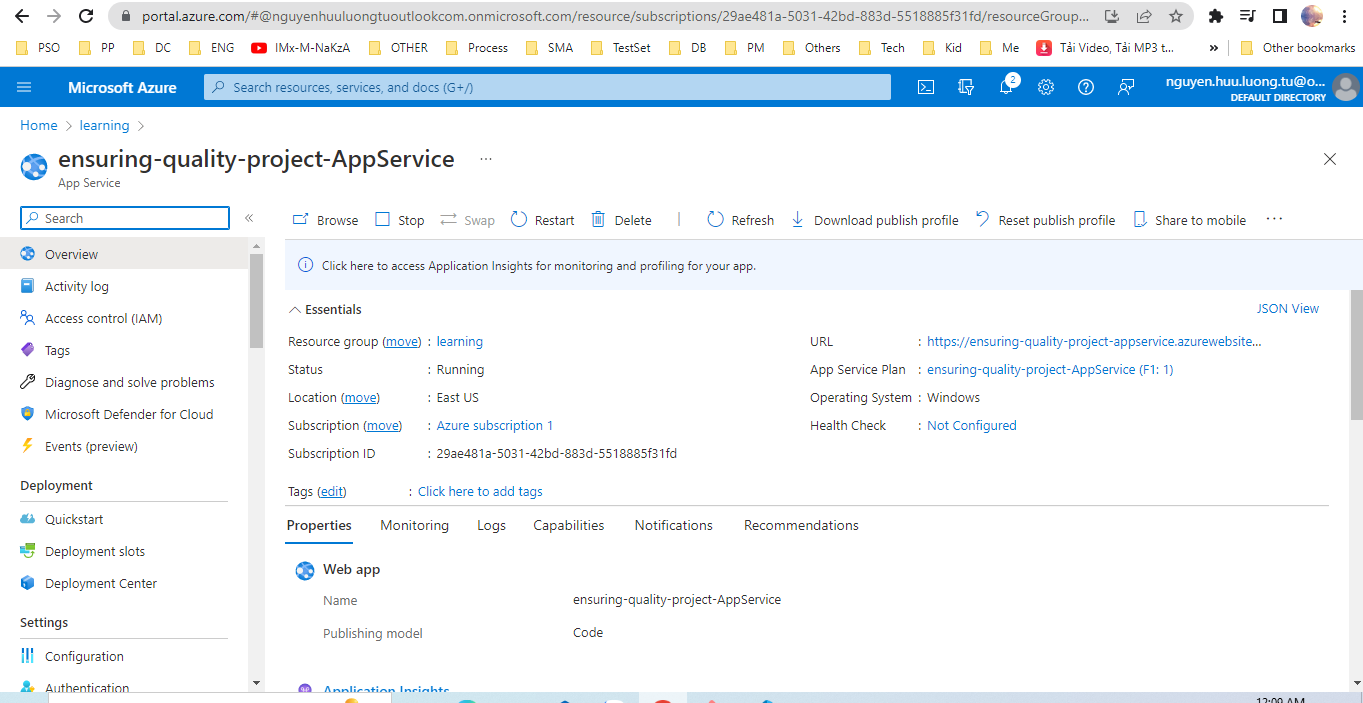 portal.azure.com/#@nguyenhuuluongtuoutlookcom.onmicrosoft.com/resource/subscriptions/29ae481a-5031-42bd-883d-5518885f31fd/resourceGroup...
PSO PP DC ENG IMx-M-NaKzA OTHER Process SMA TestSet DB PM Others Tech Kid Me Tải Video, Tải MP3 t... » Other bookmarks
Microsoft Azure Search resources, services, and docs (G+/) 2 nguyen.huu.luong.tu@o...
DEFAULT DIRECTORY
Home > learning >
ensuring-quality-project-AppService ...
App Service
Search «
Browse Stop Swap Restart Delete Refresh Download publish profile Reset publish profile Share to mobile ...
Overview
Activity log
Access control (IAM)
Tags
Diagnose and solve problems
Microsoft Defender for Cloud
Events (preview)
Deployment
Quickstart
Deployment slots
Deployment Center
Settings
Configuration
Authentication
Click here to access Application Insights for monitoring and profiling for your app.
Essentials JSON View
Resource group (move) : learning
Status : Running
Location (move) : East US
Subscription (move) : Azure subscription 1
Subscription ID : 29ae481a-5031-42bd-883d-5518885f31fd
URL : https://ensuring-quality-project-appservice.azurewebsite...
App Service Plan : ensuring-quality-project-AppService (F1: 1)
Operating System : Windows
Health Check : Not Configured
Tags (edit) : Click here to add tags
Properties Monitoring Logs Capabilities Notifications Recommendations
Web app
Name ensuring-quality-project-AppService
Publishing model Code
Application Insights
12:09 AM